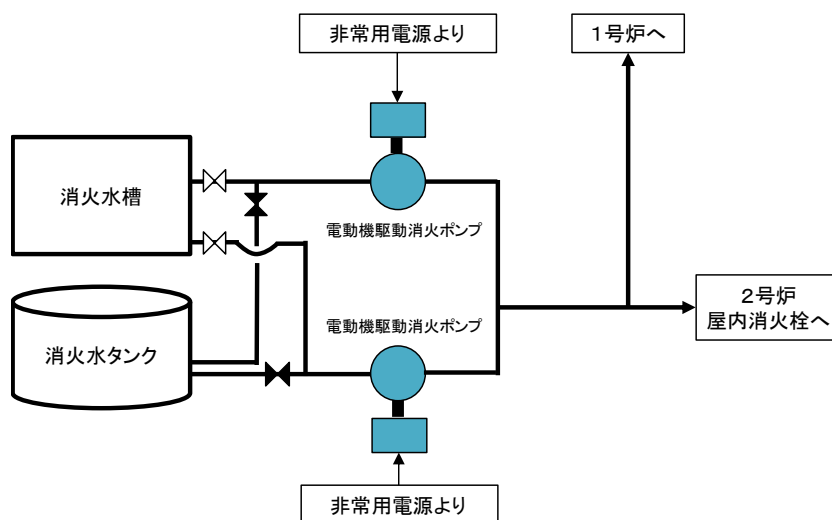 非常用電源より
1号炉へ
消火水槽
電動機駆動消火ポンプ
2号炉
屋内消火栓へ
電動機駆動消火ポンプ
消火水タンク
非常用電源より